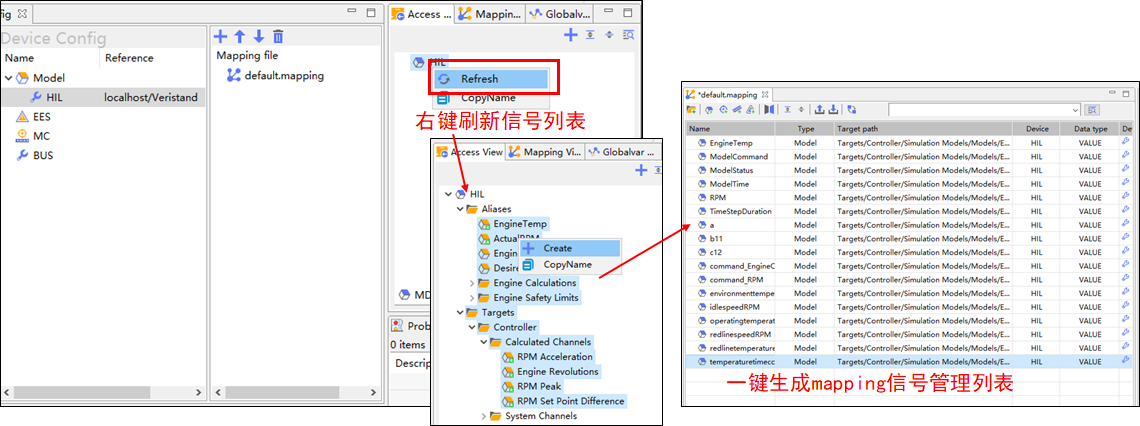 fig
Device Config
Name Reference
Model
HIL localhost/Veristand
EES
MC
BUS
Mapping file
default.mapping
Access ... Mappin... Globalv...
HIL
Refresh
CopyName
右键刷新信号列表
MD
Prob
0 items
Descrip
Access View Mapping Vi... Globalvar ...
HIL
Aliases
EngineTemp
ActualRPM
Engin
Desire
Create
CopyName
Engine Calculations
Engine Safety Limits
Targets
Controller
Calculated Channels
RPM Acceleration
Engine Revolutions
RPM Peak
RPM Set Point Difference
System Channels
*default.mapping
Name Type Target path Device Data type De
EngineTemp Model Targets/Controller/Simulation Models/Models/E... HIL VALUE
ModelCommand Model Targets/Controller/Simulation Models/Models/E... HIL VALUE
ModelStatus Model Targets/Controller/Simulation Models/Models/E... HIL VALUE
ModelTime Model Targets/Controller/Simulation Models/Models/E... HIL VALUE
RPM Model Targets/Controller/Simulation Models/Models/E... HIL VALUE
TimeStepDuration Model Targets/Controller/Simulation Models/Models/E... HIL VALUE
a Model Targets/Controller/Simulation Models/Models/E... HIL VALUE
b11 Model Targets/Controller/Simulation Models/Models/E... HIL VALUE
c12 Model Targets/Controller/Simulation Models/Models/E... HIL VALUE
command_EngineC Model Targets/Controller/Simulation Models/Models/E... HIL VALUE
command_RPM Model Targets/Controller/Simulation Models/Models/E... HIL VALUE
environmenttempe Model Targets/Controller/Simulation Models/Models/E... HIL VALUE
idlespeedRPM Model Targets/Controller/Simulation Models/Models/E... HIL VALUE
operatingtemperat Model Targets/Controller/Simulation Models/Models/E... HIL VALUE
redlinespeedRPM Model Targets/Controller/Simulation Models/Models/E... HIL VALUE
redlinetemperature Model Targets/Controller/Simulation Models/Models/E... HIL VALUE
temperaturetimecc Model Targets/Controller/Simulation Models/Models/E... HIL VALUE
一键生成mapping信号管理列表